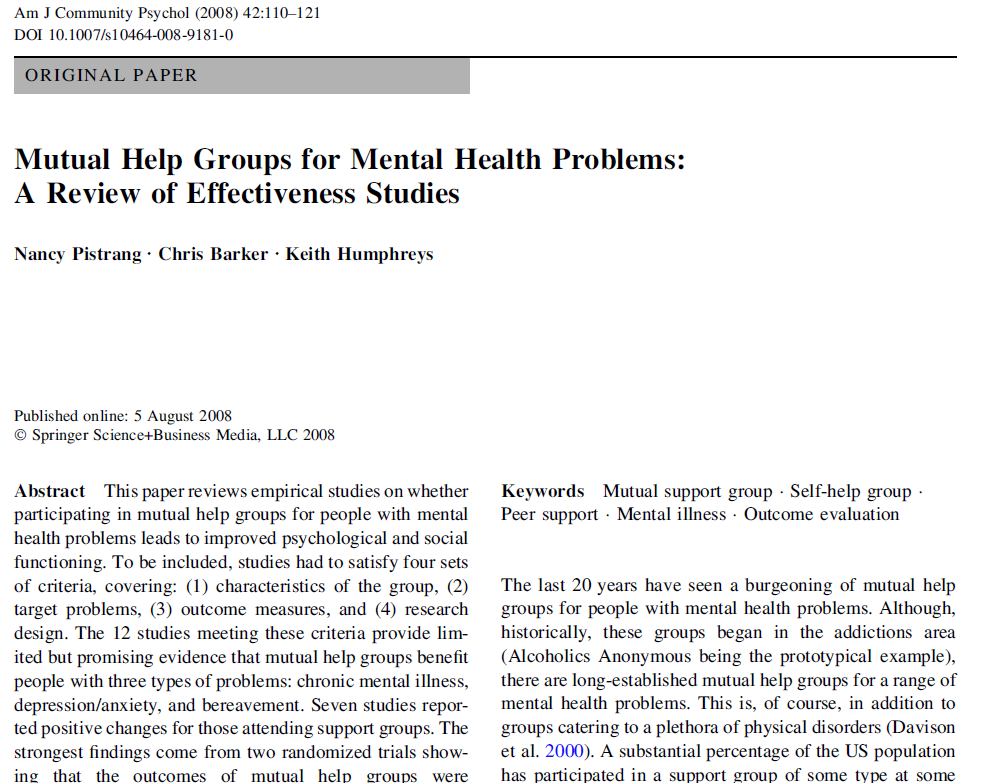 Am J Community Psychol (2008) 42:110–121
DOI 10.1007/s10464-008-9181-0
ORIGINAL PAPER
Mutual Help Groups for Mental Health Problems:
A Review of Effectiveness Studies
Nancy Pistrang · Chris Barker · Keith Humphreys
Published online: 5 August 2008
© Springer Science+Business Media, LLC 2008
Abstract This paper reviews empirical studies on whether
participating in mutual help groups for people with mental
health problems leads to improved psychological and social
functioning. To be included, studies had to satisfy four sets
of criteria, covering: (1) characteristics of the group, (2)
target problems, (3) outcome measures, and (4) research
design. The 12 studies meeting these criteria provide lim-
ited but promising evidence that mutual help groups benefit
people with three types of problems: chronic mental illness,
depression/anxiety, and bereavement. Seven studies repor-
ted positive changes for those attending support groups. The
strongest findings come from two randomized trials show-
ing that the outcomes of mutual help groups were
Keywords Mutual support group · Self-help group ·
Peer support · Mental illness · Outcome evaluation
The last 20 years have seen a burgeoning of mutual help
groups for people with mental health problems. Although,
historically, these groups began in the addictions area
(Alcoholics Anonymous being the prototypical example),
there are long-established mutual help groups for a range of
mental health problems. This is, of course, in addition to
groups catering to a plethora of physical disorders (Davison
et al. 2000). A substantial percentage of the US population
has participated in a support group of some type at some